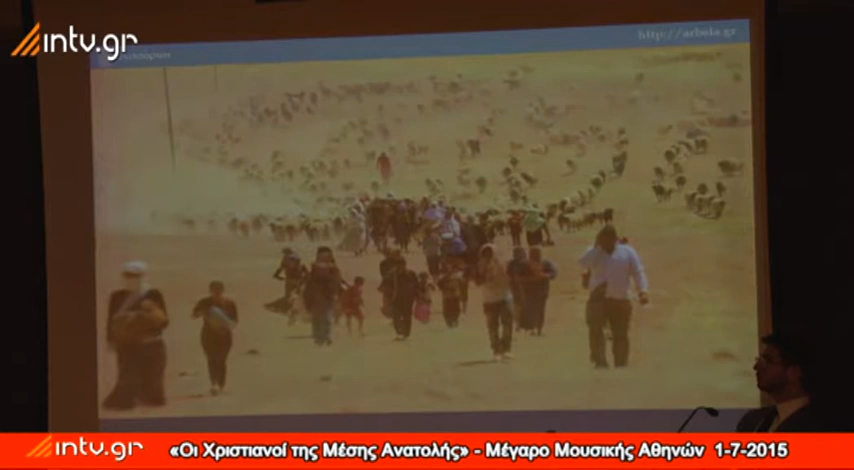 intv.gr
http://arbela.gr
intv.gr «Οι Χριστιανοί της Μέσης Ανατολής» - Μέγαρο Μουσικής Αθηνών 1-7-2015